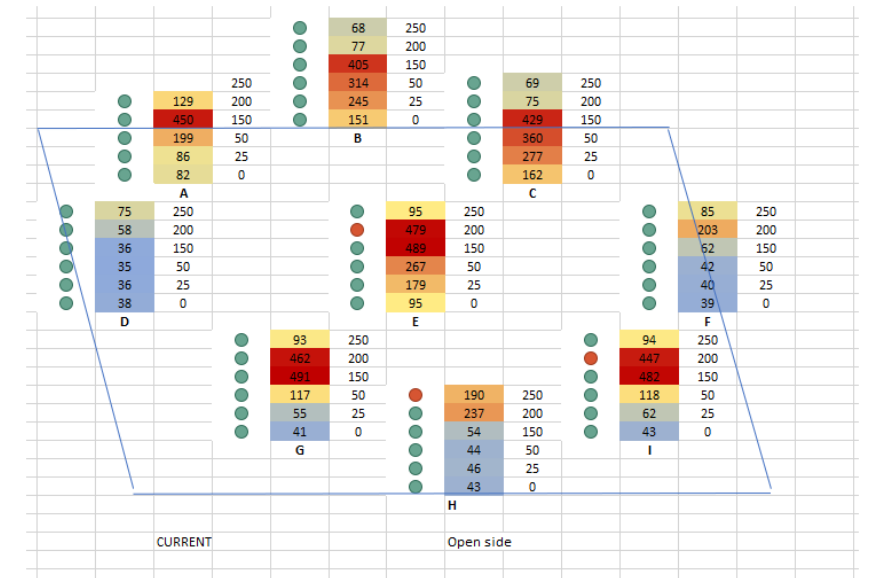 68 250
77 200
405 150
250 314 50 69 250
129 200 245 25 75 200
450 150 151 0 429 150
199 50 B 360 50
86 25 277 25
82 0 162 0
A C
75 250 95 250 85 250
58 200 479 200 203 200
36 150 489 150 62 150
35 50 267 50 42 50
36 25 179 25 40 25
38 0 95 0 39 0
D E F
93 250 94 250
462 200 447 200
491 150 482 150
117 50 190 250 118 50
55 25 237 200 62 25
41 0 54 150 43 0
G 44 50 I
46 25
43 0
H
CURRENT Open side